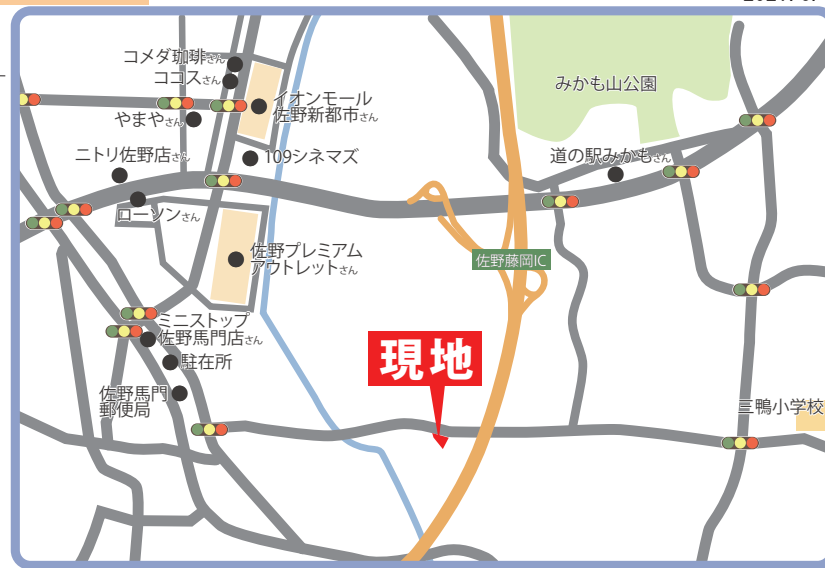 コメダ珈琲さん
ココスさん
イオンモール
佐野新都市さん
やまやさん
ニトリ佐野店さん
109シネマズ
ローソンさん
みかも山公園
道の駅みかもさん
佐野プレミアム
アウトレットさん
佐野藤岡IC
ミニストップ
佐野馬門店さん
駐在所
佐野馬門
郵便局
現地
三鴨小学校